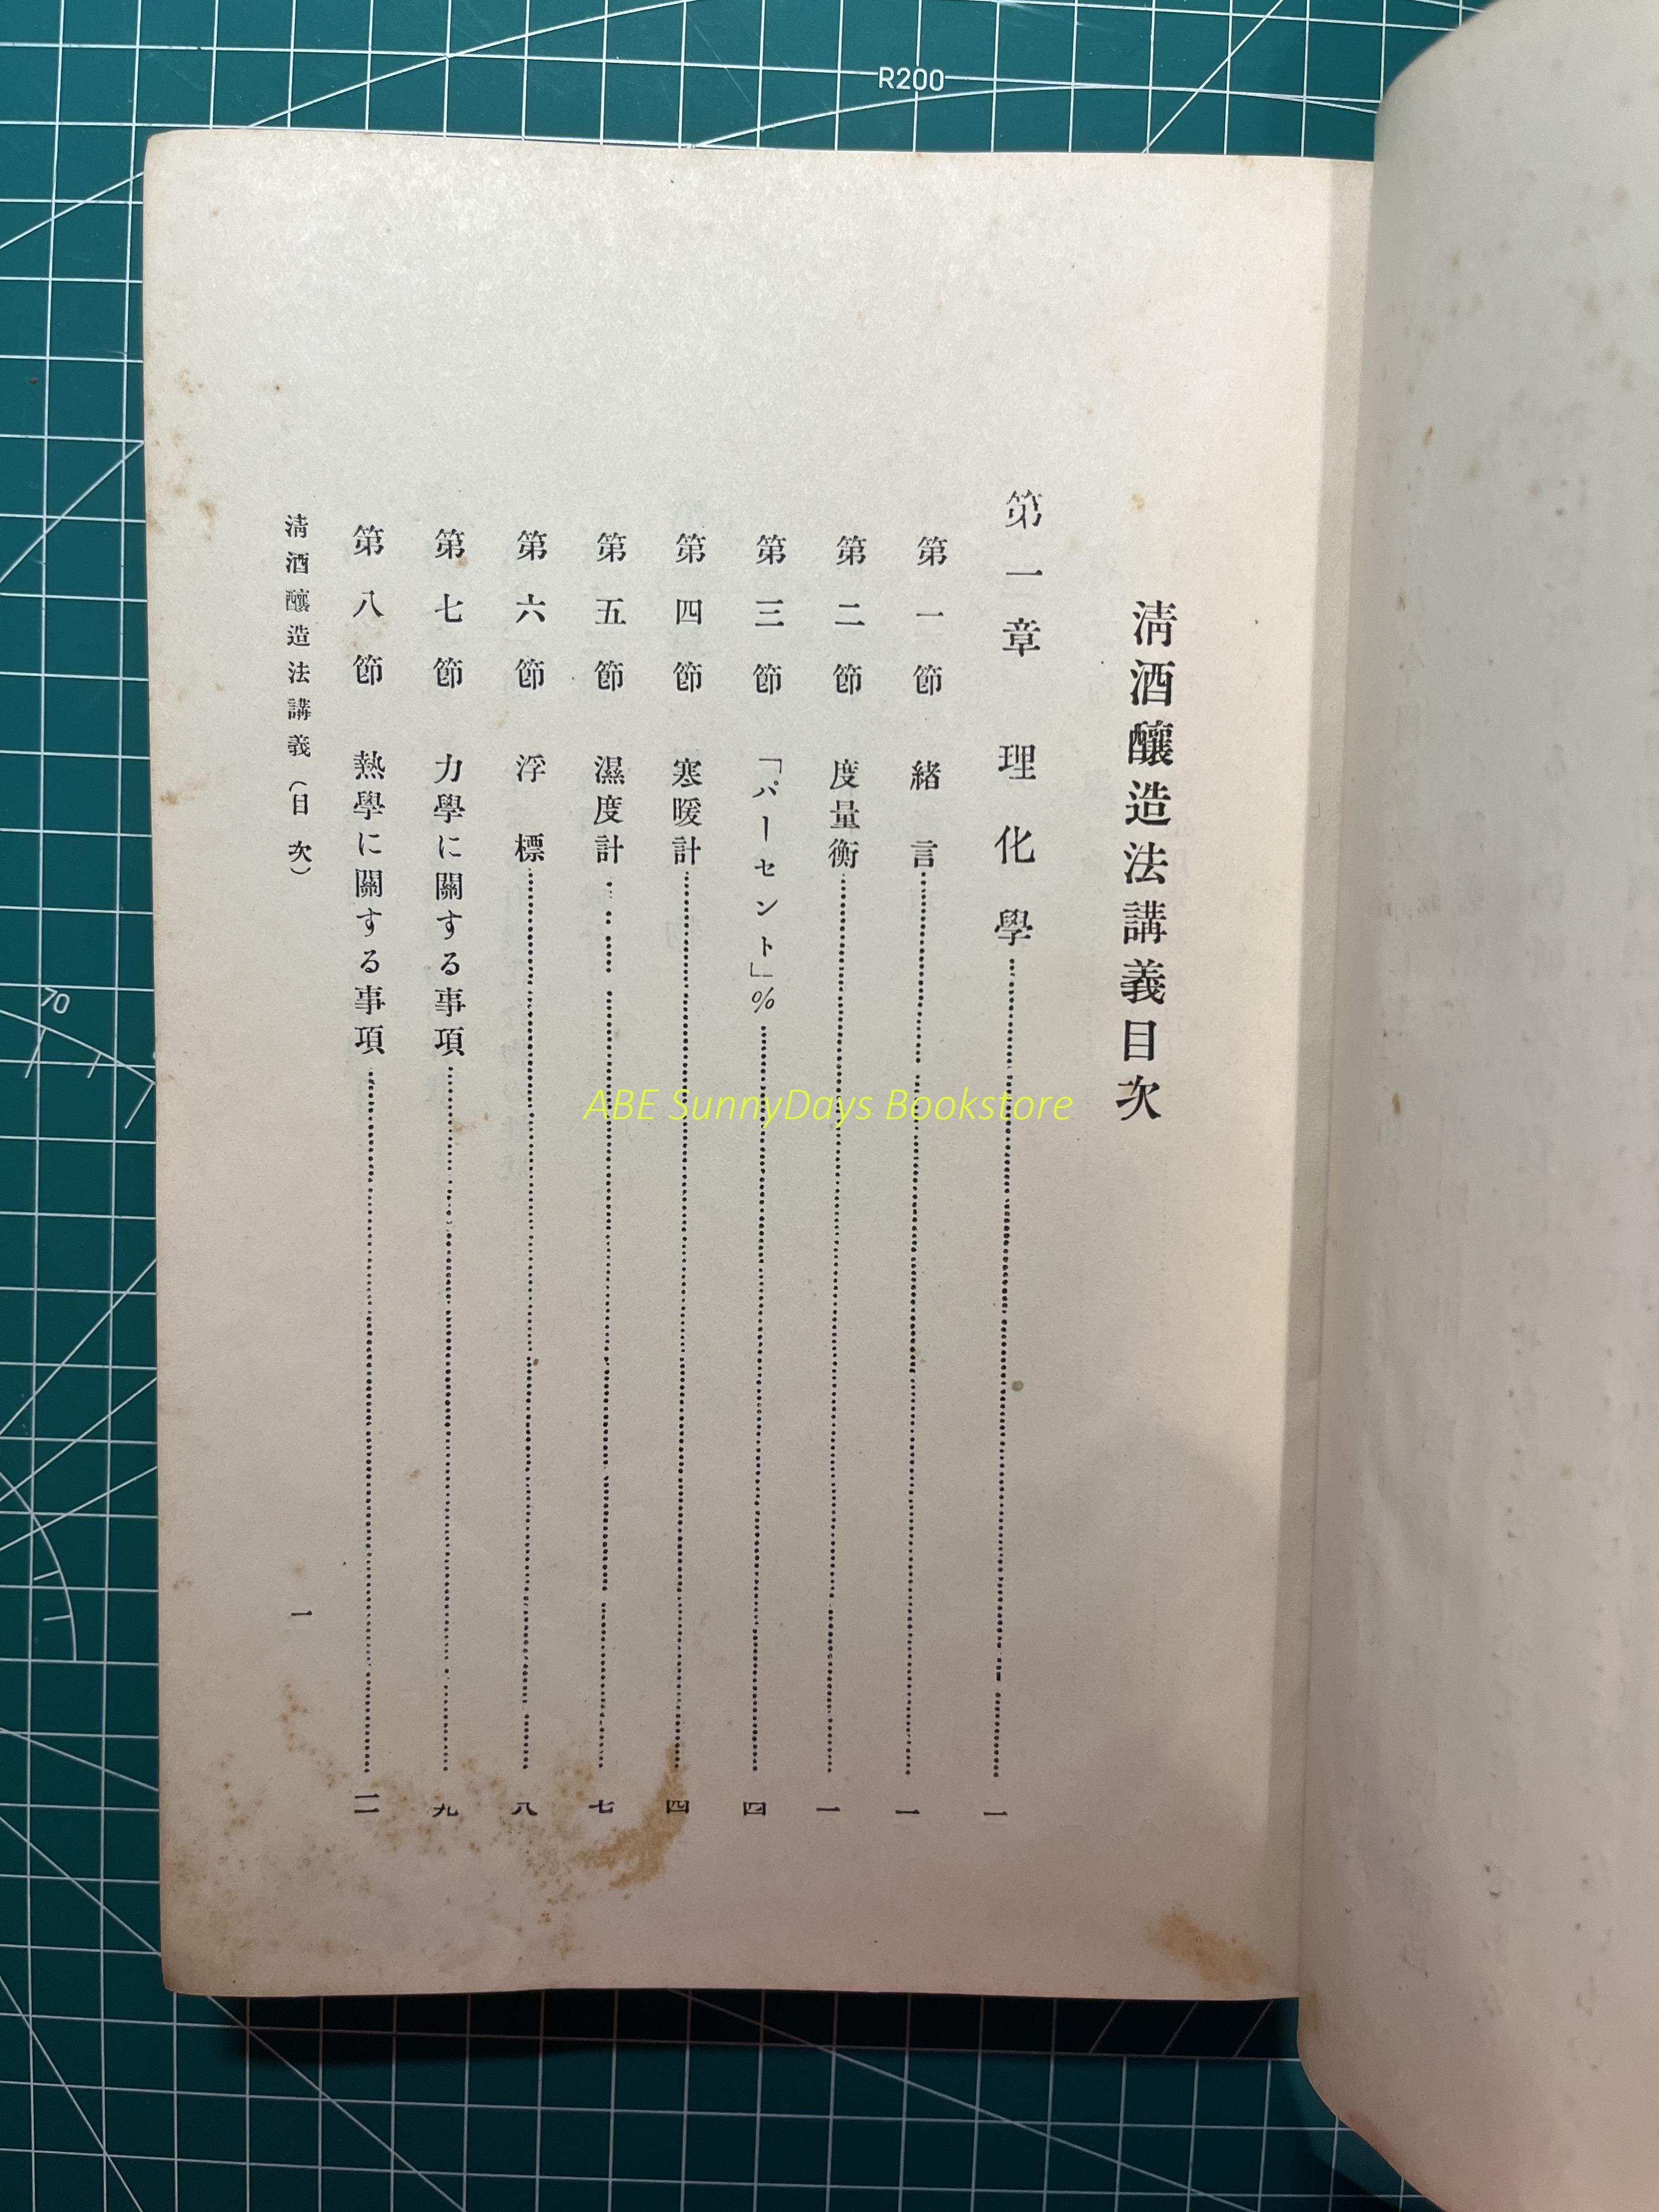 淸酒釀造法講義目次
第一章 理化學………一
第一節 緒言………一
第二節 度量衡………一
第三節 「パーセント」%………四
第四節 寒暖計………四
第五節 濕度計………七
第六節 浮標………八
第七節 力學に關する事項………九
第八節 熱學に關する事項………一一
淸酒釀造法講義(目次) 一
ABE SunnyDays Bookstore
R200
70